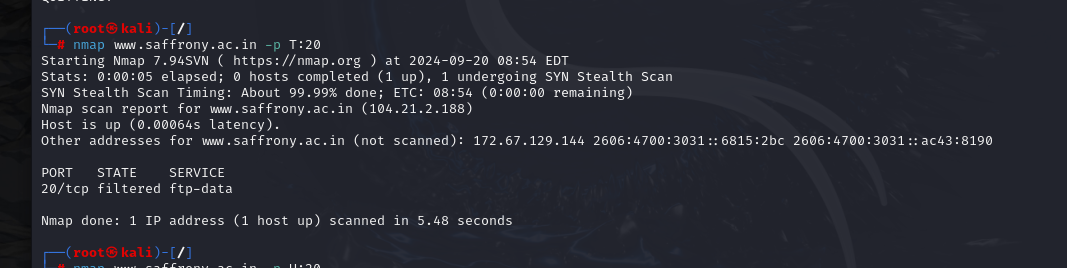 ┌──(root㉿kali)-[/]
└─# nmap www.saffrony.ac.in -p T:20
Starting Nmap 7.94SVN ( https://nmap.org ) at 2024-09-20 08:54 EDT
Stats: 0:00:05 elapsed; 0 hosts completed (1 up), 1 undergoing SYN Stealth Scan
SYN Stealth Scan Timing: About 99.99% done; ETC: 08:54 (0:00:00 remaining)
Nmap scan report for www.saffrony.ac.in (104.21.2.188)
Host is up (0.00064s latency).
Other addresses for www.saffrony.ac.in (not scanned): 172.67.129.144 2606:4700:3031::6815:2bc 2606:4700:3031::ac43:8190
PORT   STATE    SERVICE
20/tcp filtered ftp-data
Nmap done: 1 IP address (1 host up) scanned in 5.48 seconds
┌──(root㉿kali)-[/]
└─# nmap www.saffrony.ac.in -p U:20